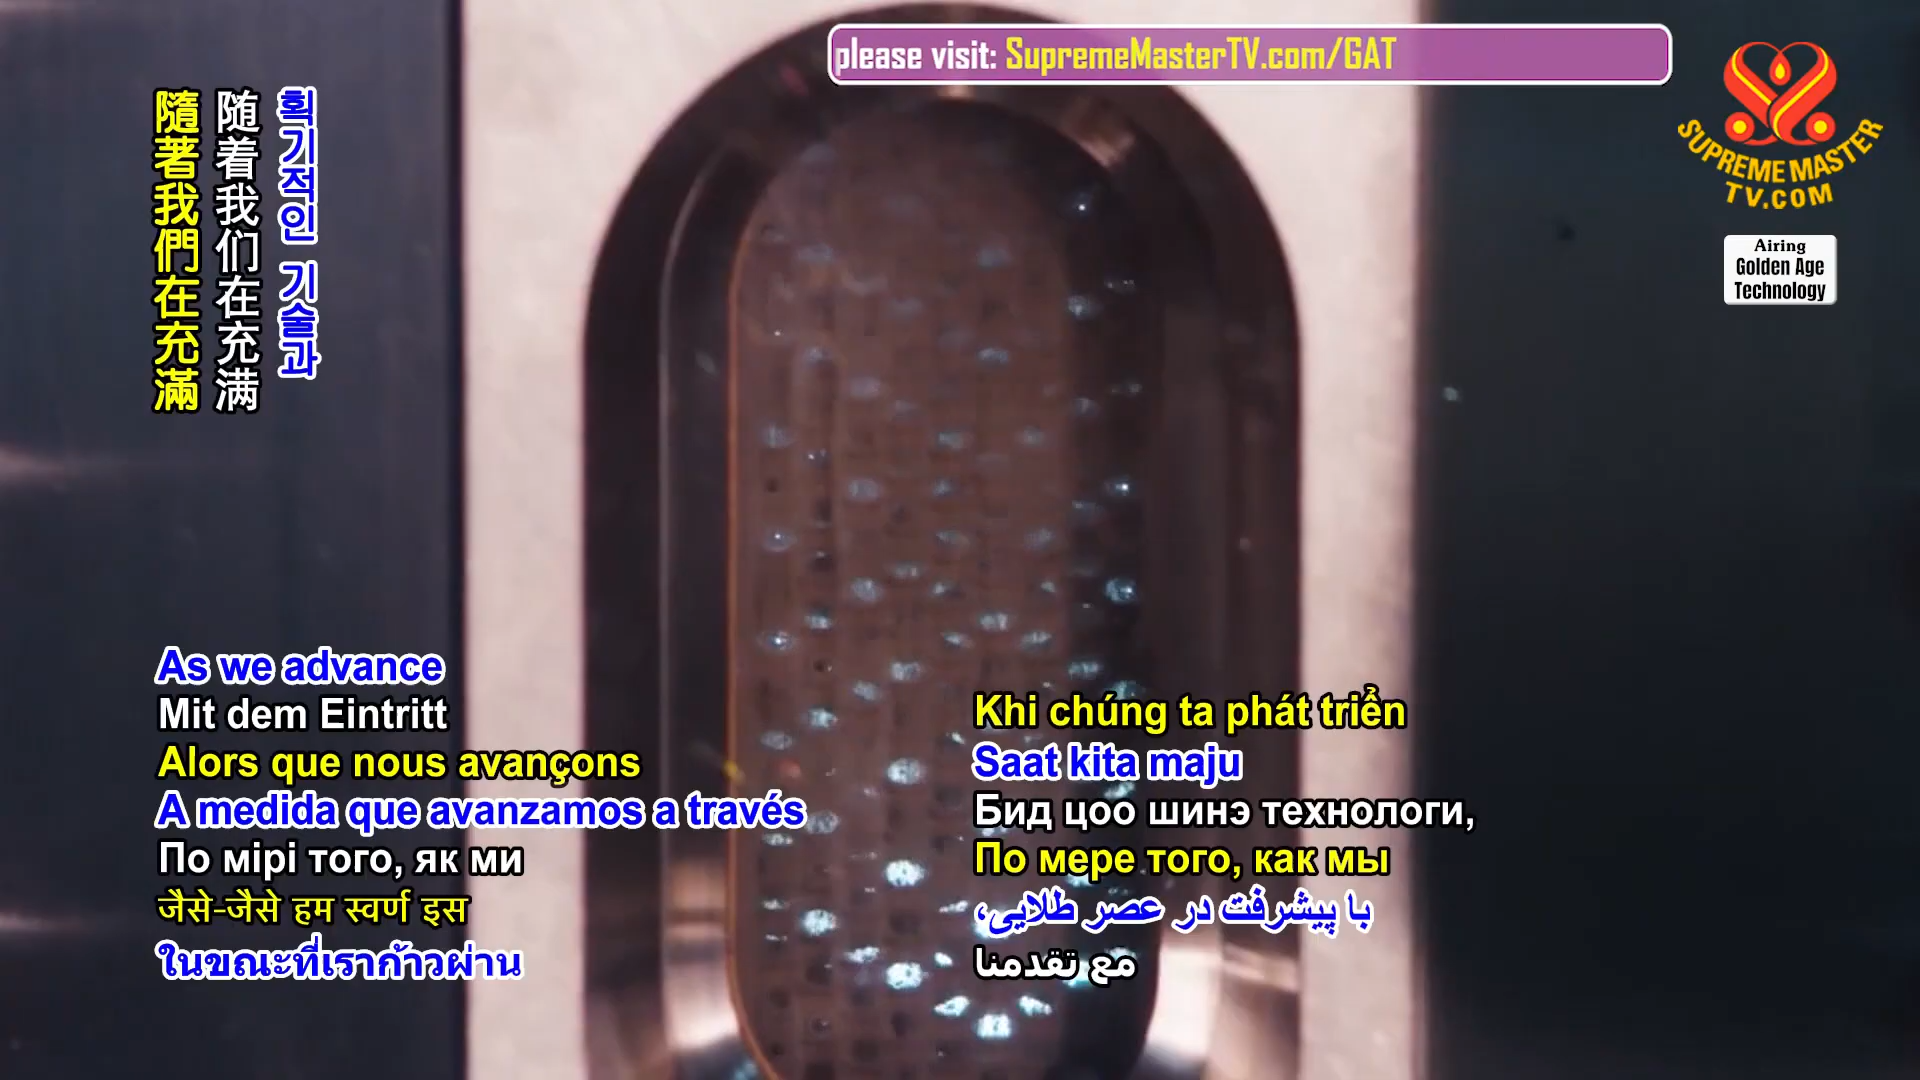 please visit: SupremeMasterTV.com/GAT
SUPREME MASTER
TV.COM
Airing
Golden Age
Technology
획기적인 기술과
随着我们在充满
隨著我們在充滿
As we advance
Mit dem Eintritt
Alors que nous avançons
A medida que avanzamos a través
По мірі того, як ми
जैसे-जैसे हम स्वर्ण इस
ในขณะที่เราก้าวผ่าน
Khi chúng ta phát triển
Saat kita maju
Бид цоо шинэ технологи,
По мере того, как мы
با پیشرفت در عصر طلایی،
مع تقدمنا